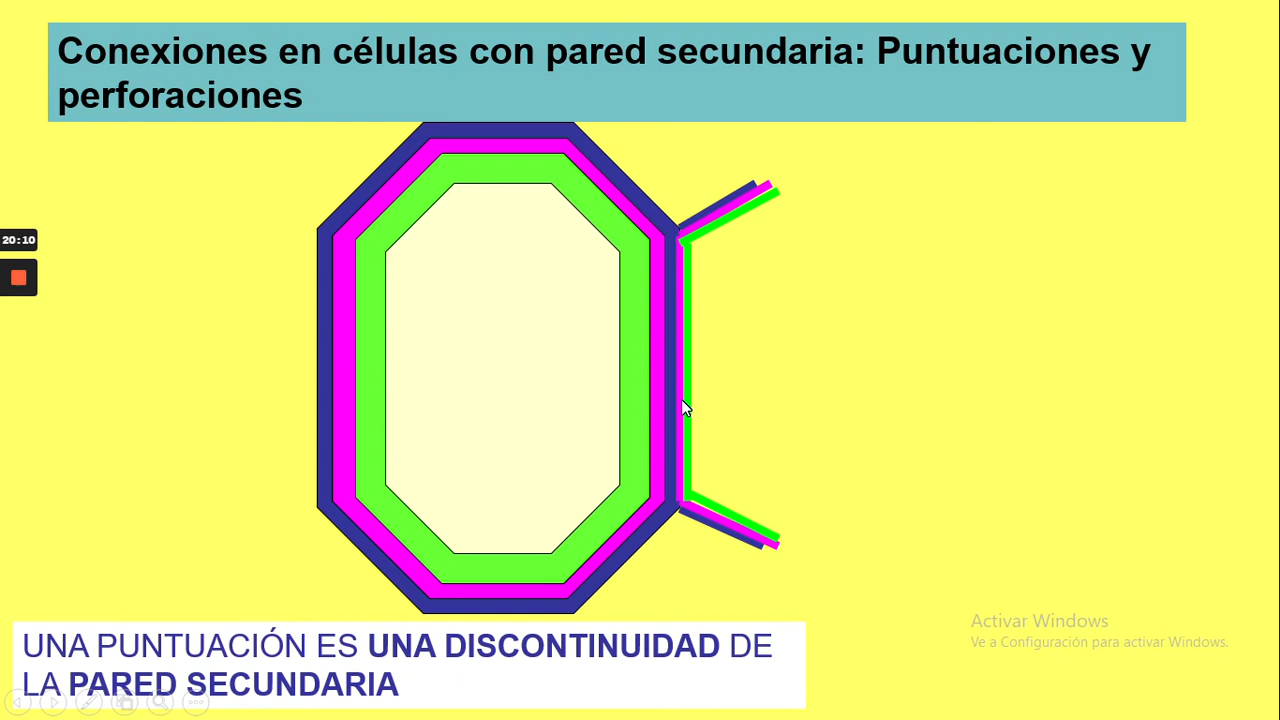 Conexiones en células con pared secundaria: Puntuaciones y
perforaciones
20:10
UNA PUNTUACIÓN ES UNA DISCONTINUIDAD DE
LA PARED SECUNDARIA
Activar Windows
Ve a Configuración para activar Windows.